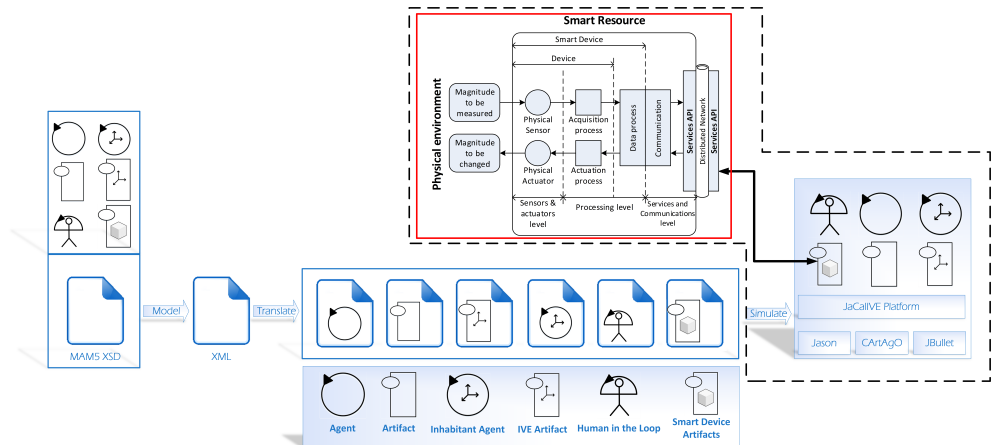 Smart Resource
Smart Device
Device
Physical environment
Magnitude
to be
measured
Magnitude
to be
changed
Physical
Sensor
Acquisition
process
Physical
Actuator
Actuation
process
Data process
Communication
Services API
Distributed Network
Services API
Sensors &
actuators
level
Processing level
Services and
Communications
level
MAM5 XSD
Model
XML
Translate
Simulate
JaCalIVE Platform
Jason
CArtAgO
JBullet
Agent
Artifact
Inhabitant Agent
IVE Artifact
Human in the Loop
Smart Device
Artifacts